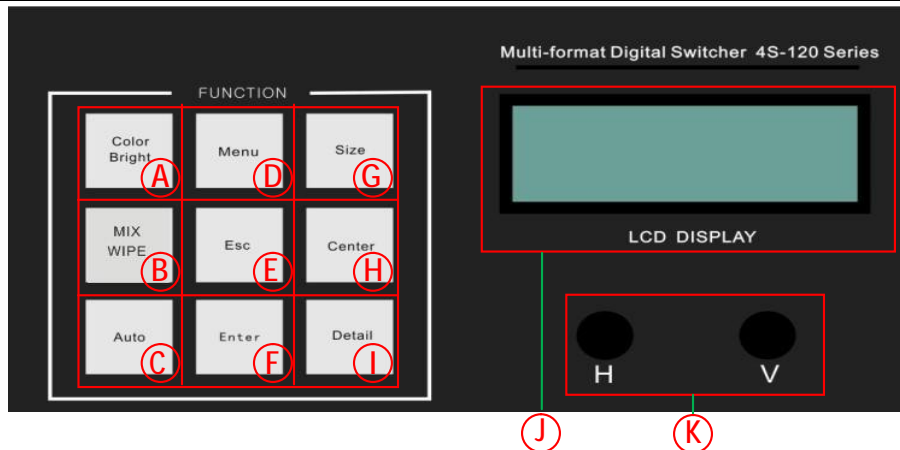 Multi-format Digital Switcher 4S-120 Series
FUNCTION
Color
Bright
A
Menu
D
Size
G
MIX
WIPE
B
Esc
E
Center
H
Auto
C
Enter
F
Detail
I
LCD DISPLAY
H
V
J
K